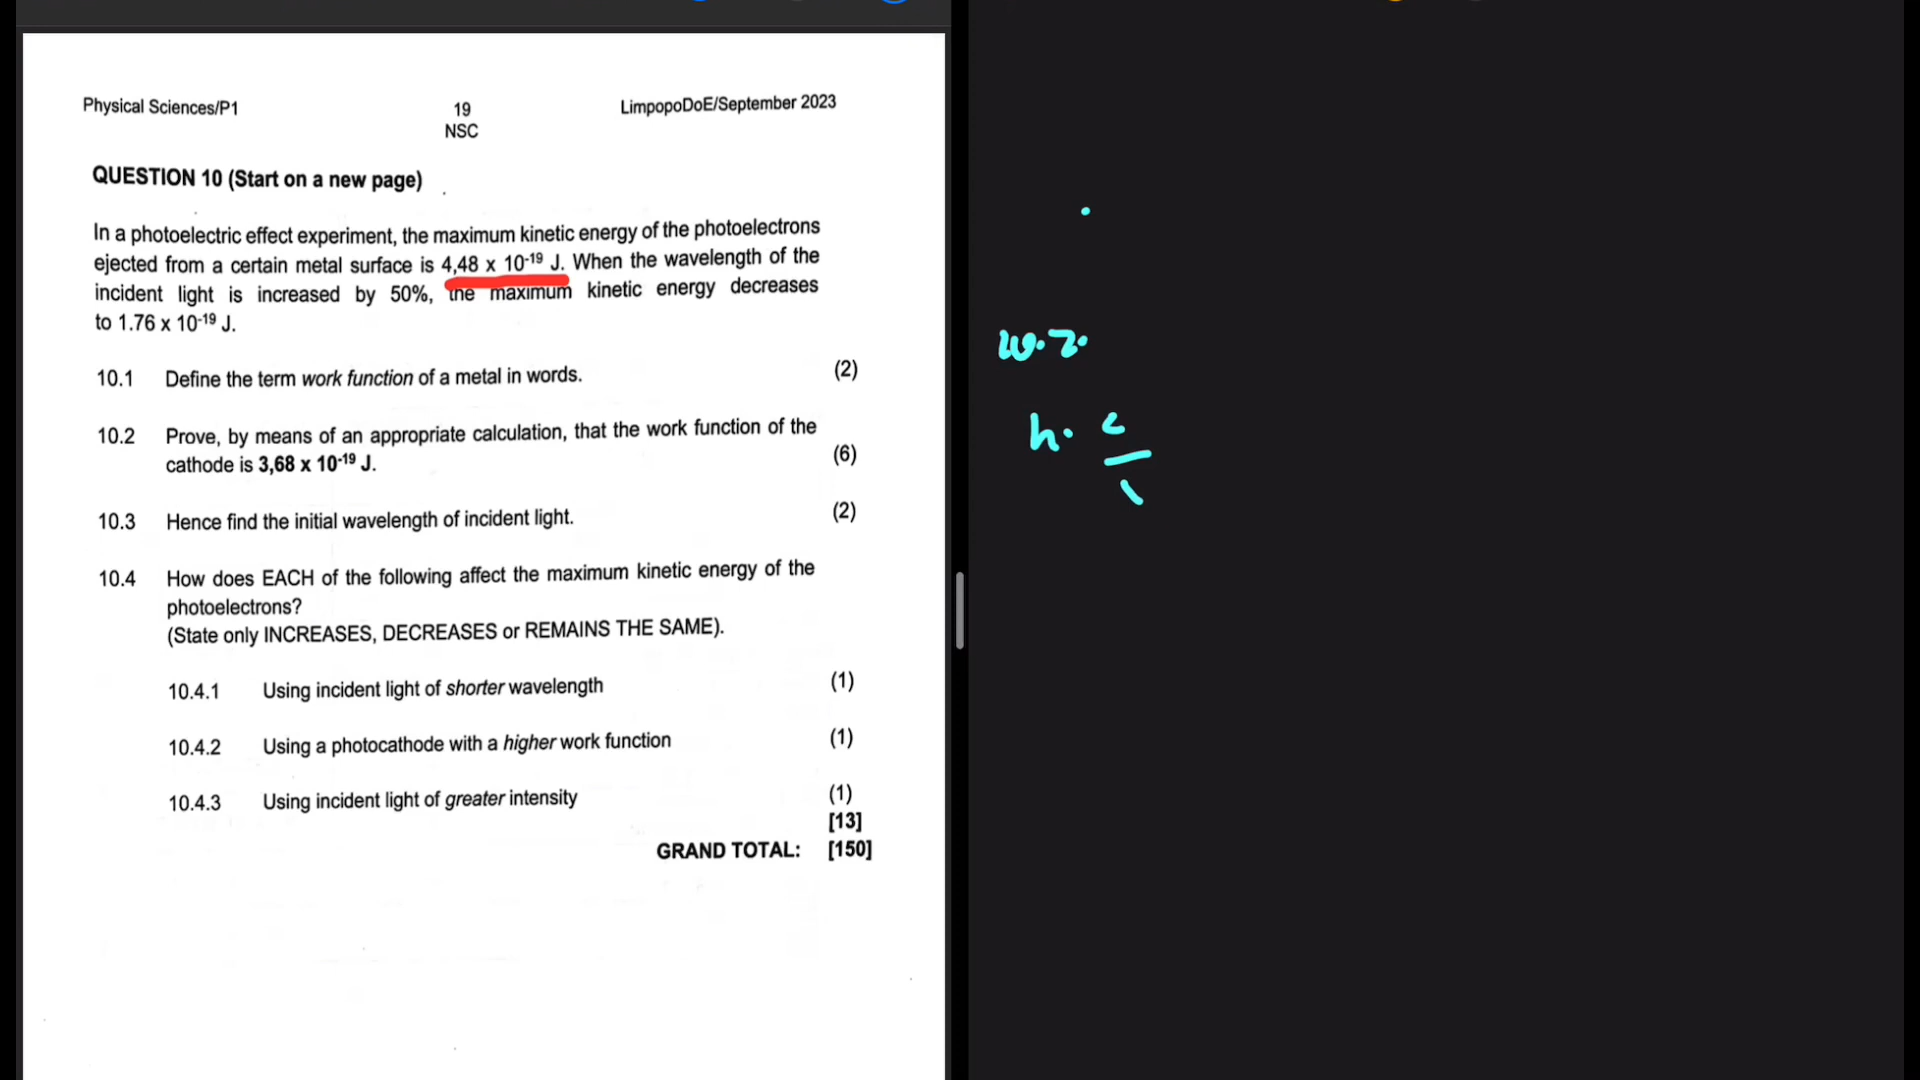 Physical Sciences/P1
19
NSC
LimpopoDoE/September 2023
QUESTION 10 (Start on a new page)
In a photoelectric effect experiment, the maximum kinetic energy of the photoelectrons
ejected from a certain metal surface is 4,48 x 10⁻¹⁹ J. When the wavelength of the
incident light is increased by 50%, the maximum kinetic energy decreases
to 1.76 x 10⁻¹⁹ J.
10.1 Define the term work function of a metal in words. (2)
10.2 Prove, by means of an appropriate calculation, that the work function of the
cathode is 3,68 x 10⁻¹⁹ J. (6)
10.3 Hence find the initial wavelength of incident light. (2)
10.4 How does EACH of the following affect the maximum kinetic energy of the
photoelectrons?
(State only INCREASES, DECREASES or REMAINS THE SAME).
10.4.1 Using incident light of shorter wavelength (1)
10.4.2 Using a photocathode with a higher work function (1)
10.4.3 Using incident light of greater intensity (1)
[13]
GRAND TOTAL: [150]
10.2.
h. c